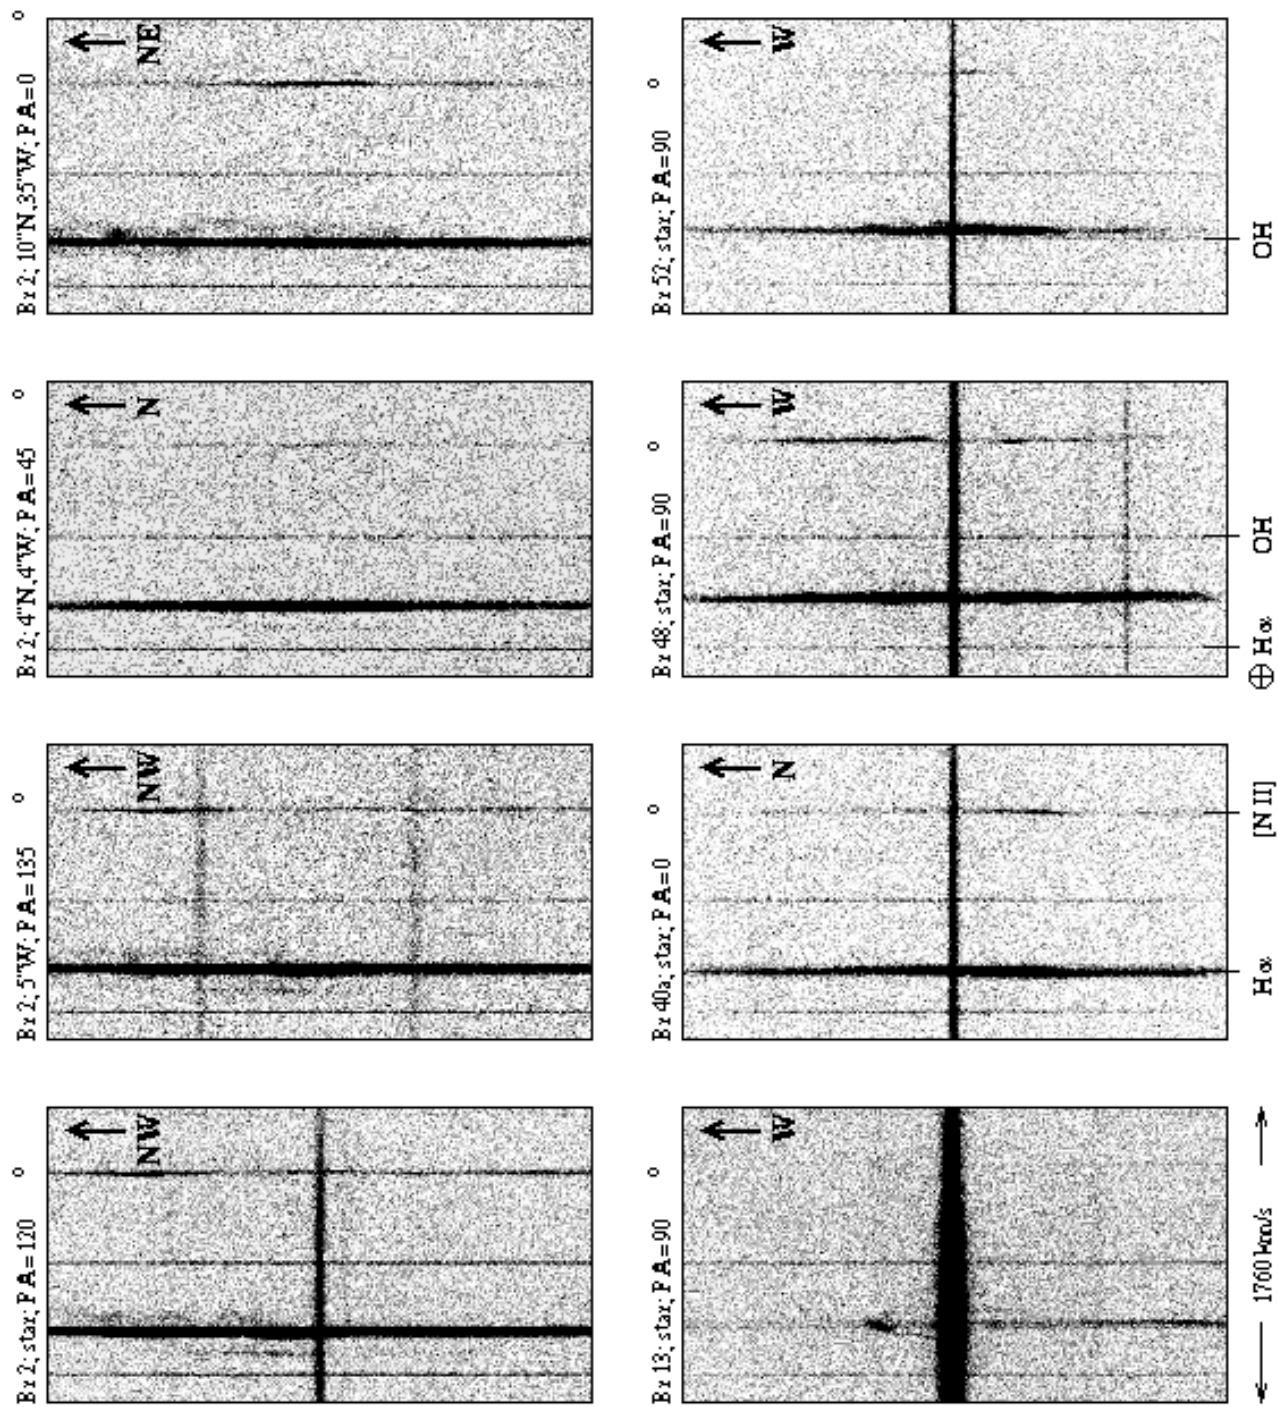 Br 2; star; PA=120°
Br 2; 5"W; PA=135°
Br 2; 4"N,4"W; PA=45°
Br 2; 10"N,35"W; PA=0°
NW
NW
N
NE
Br 13; star; PA=90°
Br 40a; star; PA=0°
Br 48; star; PA=90°
Br 52; star; PA=90°
W
N
W
W
1760 km/s
Hα
[N II]
⊕ Hα
OH
OH